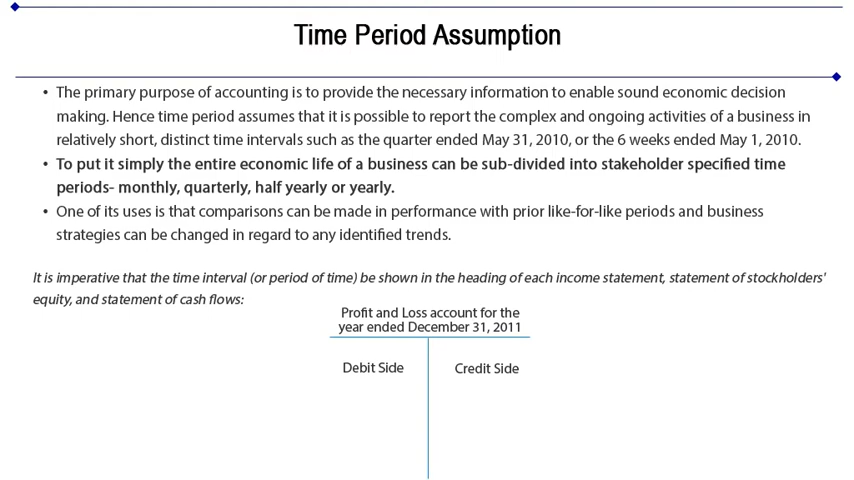 Time Period Assumption
• The primary purpose of accounting is to provide the necessary information to enable sound economic decision
making. Hence time period assumes that it is possible to report the complex and ongoing activities of a business in
relatively short, distinct time intervals such as the quarter ended May 31, 2010, or the 6 weeks ended May 1, 2010.
• To put it simply the entire economic life of a business can be sub-divided into stakeholder specified time
periods- monthly, quarterly, half yearly or yearly.
• One of its uses is that comparisons can be made in performance with prior like-for-like periods and business
strategies can be changed in regard to any identified trends.
It is imperative that the time interval (or period of time) be shown in the heading of each income statement, statement of stockholders'
equity, and statement of cash flows:
Profit and Loss account for the
year ended December 31, 2011
Debit Side
Credit Side